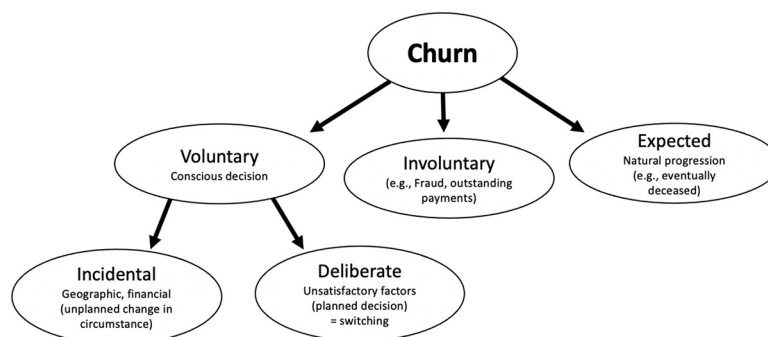 Churn
Voluntary
Conscious decision
Involuntary
(e.g., Fraud, outstanding
payments)
Expected
Natural progression
(e.g., eventually
deceased)
Incidental
Geographic, financial
(unplanned change in
circumstance)
Deliberate
Unsatisfactory factors
(planned decision)
= switching